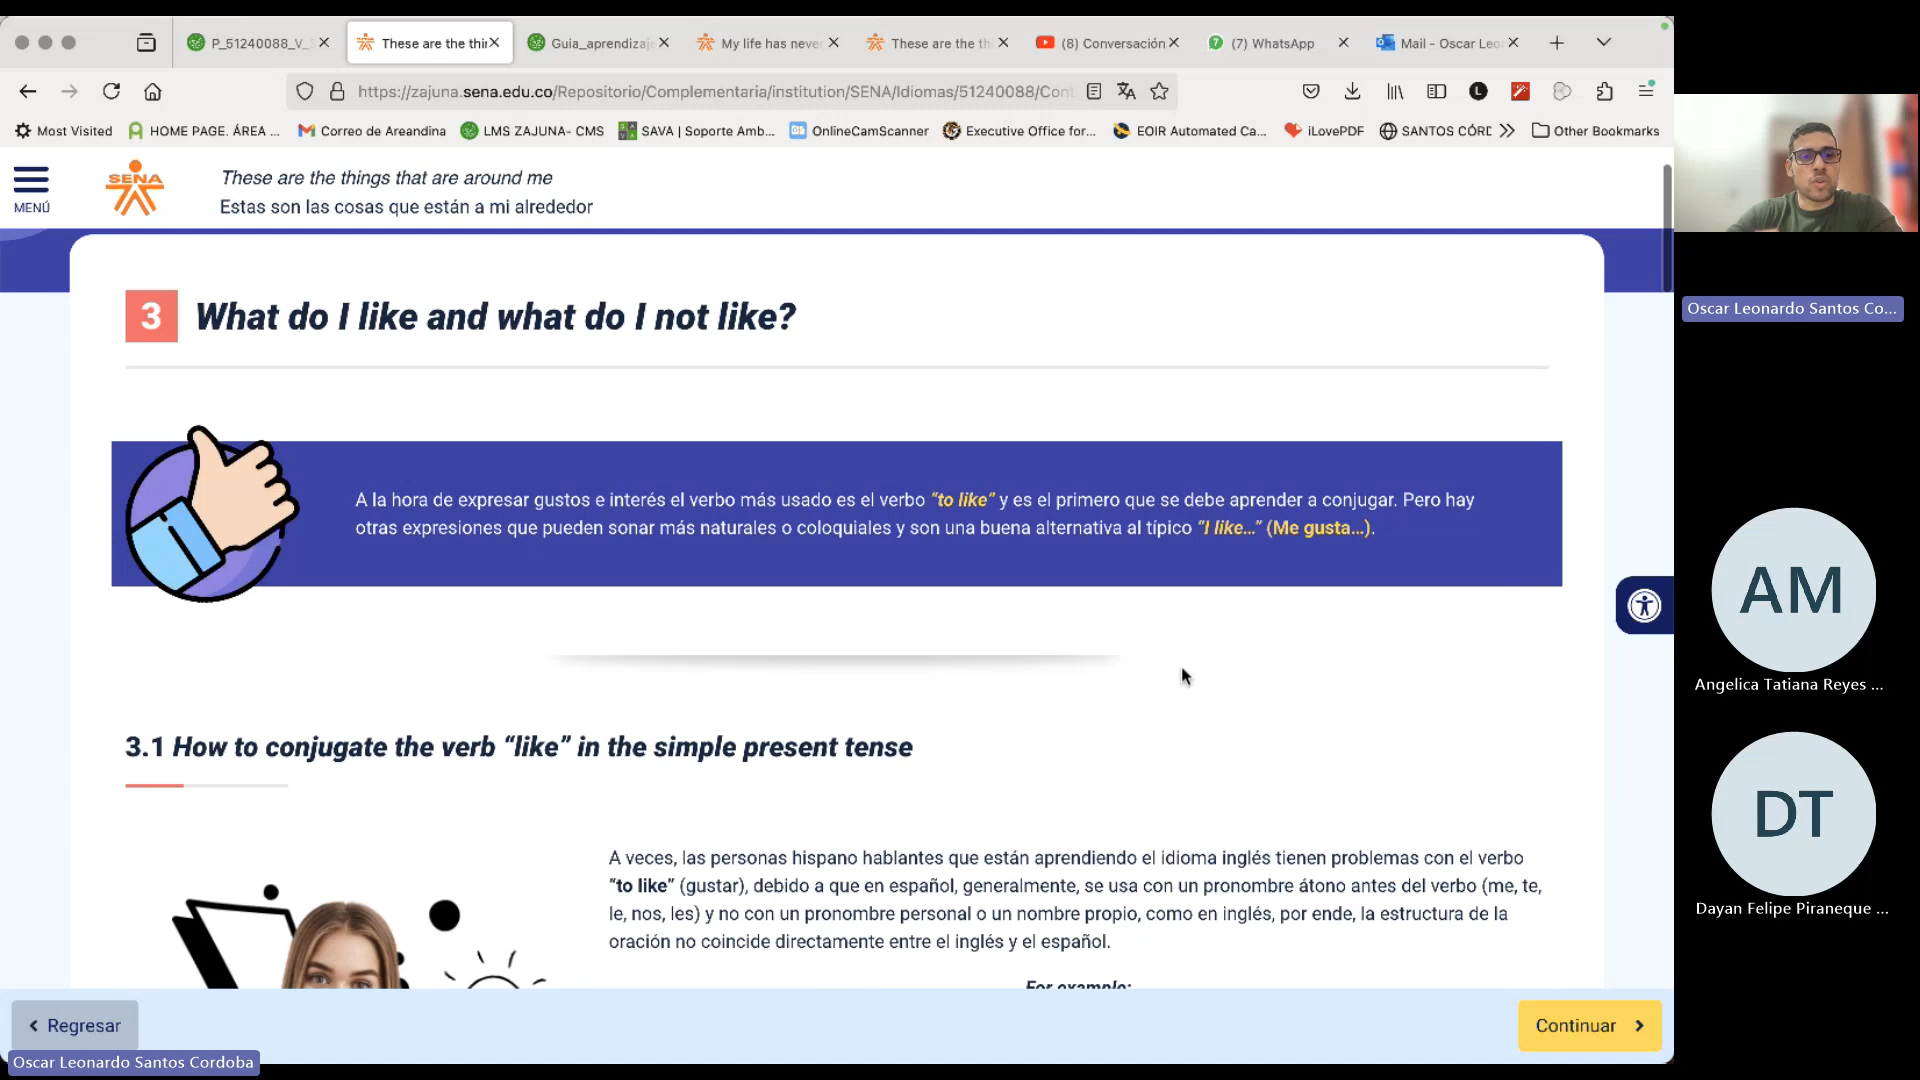 P_51240088_V_
These are the thi
Guia_aprendizaj
My life has never
These are the th
(8) Conversación
(7) WhatsApp
Mail - Oscar Leo
https://zajuna.sena.edu.co/Repositorio/Complementaria/institution/SENA/Idiomas/51240088/Cont
Most Visited
HOME PAGE. ÁREA ...
Correo de Areandina
LMS ZAJUNA- CMS
SAVA | Soporte Amb...
OnlineCamScanner
Executive Office for...
EOIR Automated Ca...
iLovePDF
SANTOS CÓRD
Other Bookmarks
MENÚ
SENA
These are the things that are around me
Estas son las cosas que están a mi alrededor
3 What do I like and what do I not like?
A la hora de expresar gustos e interés el verbo más usado es el verbo “to like” y es el primero que se debe aprender a conjugar. Pero hay
otras expresiones que pueden sonar más naturales o coloquiales y son una buena alternativa al típico “I like...” (Me gusta...).
3.1 How to conjugate the verb “like” in the simple present tense
A veces, las personas hispano hablantes que están aprendiendo el idioma inglés tienen problemas con el verbo
“to like” (gustar), debido a que en español, generalmente, se usa con un pronombre átono antes del verbo (me, te,
le, nos, les) y no con un pronombre personal o un nombre propio, como en inglés, por ende, la estructura de la
oración no coincide directamente entre el inglés y el español.
For example:
Regresar
Continuar
Oscar Leonardo Santos Cordoba
Oscar Leonardo Santos Co...
AM
Angelica Tatiana Reyes ...
DT
Dayan Felipe Piraneque ...